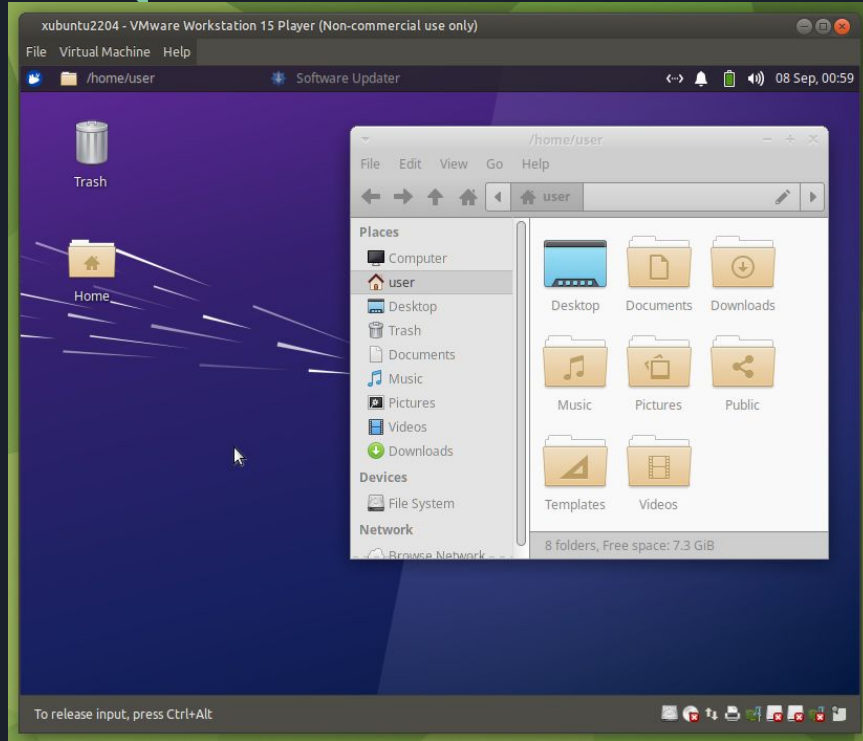 xubuntu2204 - VMware Workstation 15 Player (Non-commercial use only)
File Virtual Machine Help
/home/user Software Updater 08 Sep, 00:59
Trash
Home
/home/user
File Edit View Go Help
user
Places
Computer
user
Desktop
Trash
Documents
Music
Pictures
Videos
Downloads
Devices
File System
Network
Browse Network
Desktop Documents Downloads
Music Pictures Public
Templates Videos
8 folders, Free space: 7.3 GiB
To release input, press Ctrl+Alt